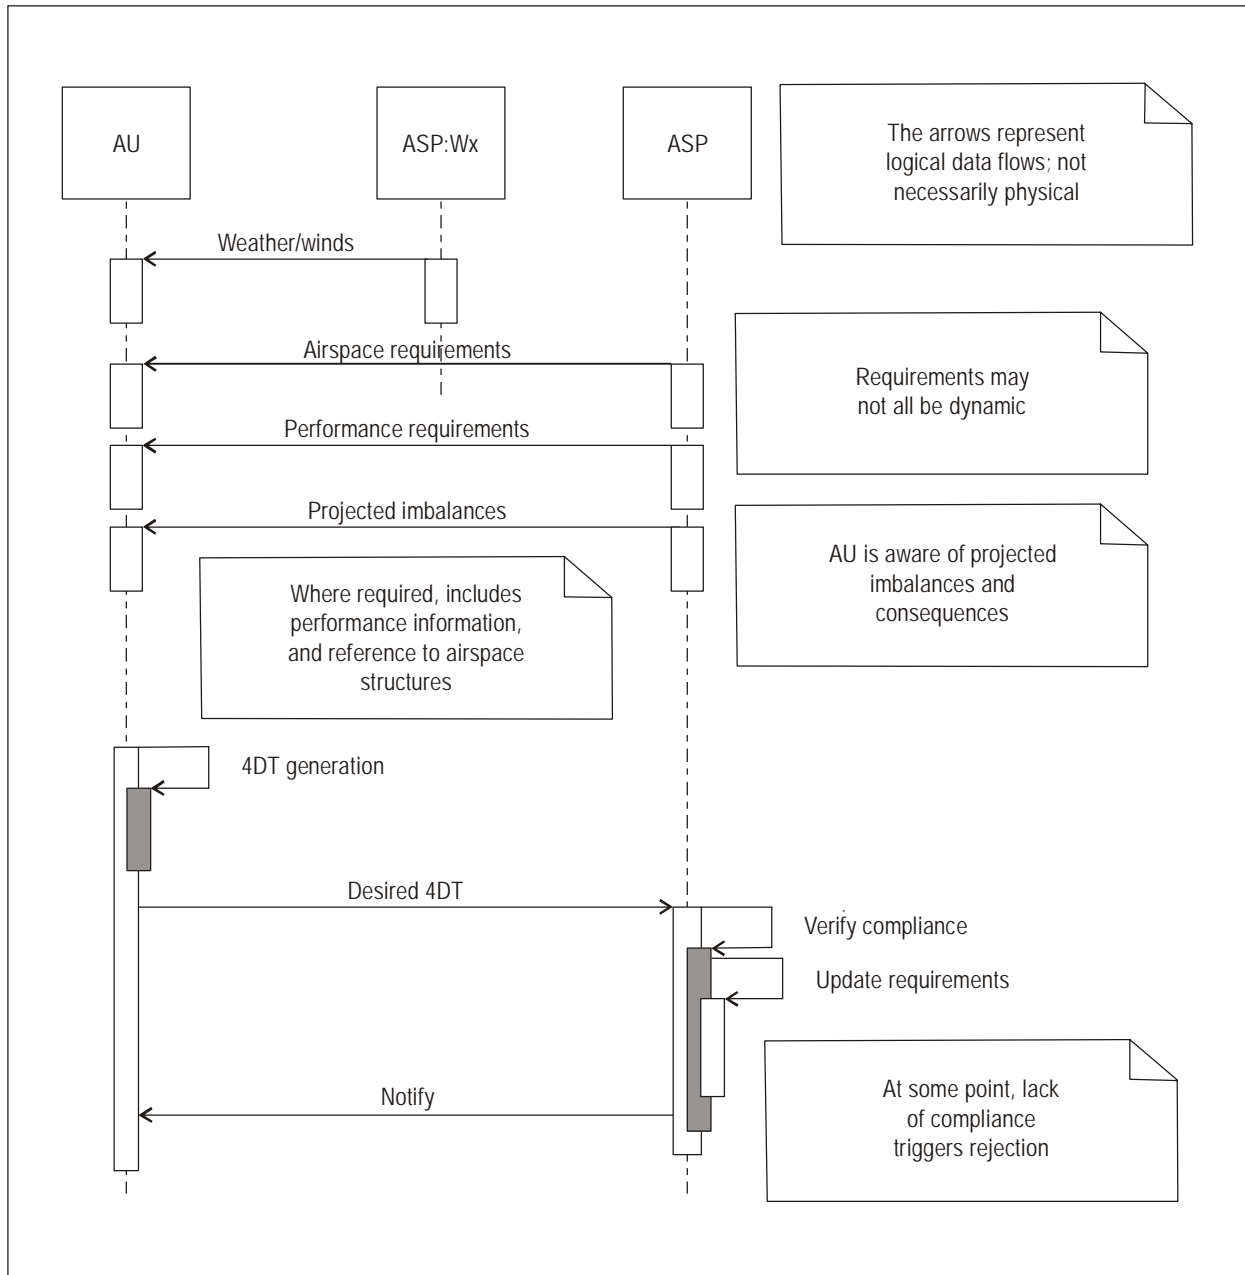 AU
ASP:Wx
ASP
The arrows represent
logical data flows; not
necessarily physical
Weather/winds
Airspace requirements
Requirements may
not all be dynamic
Performance requirements
Projected imbalances
AU is aware of projected
imbalances and
consequences
Where required, includes
performance information,
and reference to airspace
structures
4DT generation
Desired 4DT
Verify compliance
Update requirements
Notify
At some point, lack
of compliance
triggers rejection